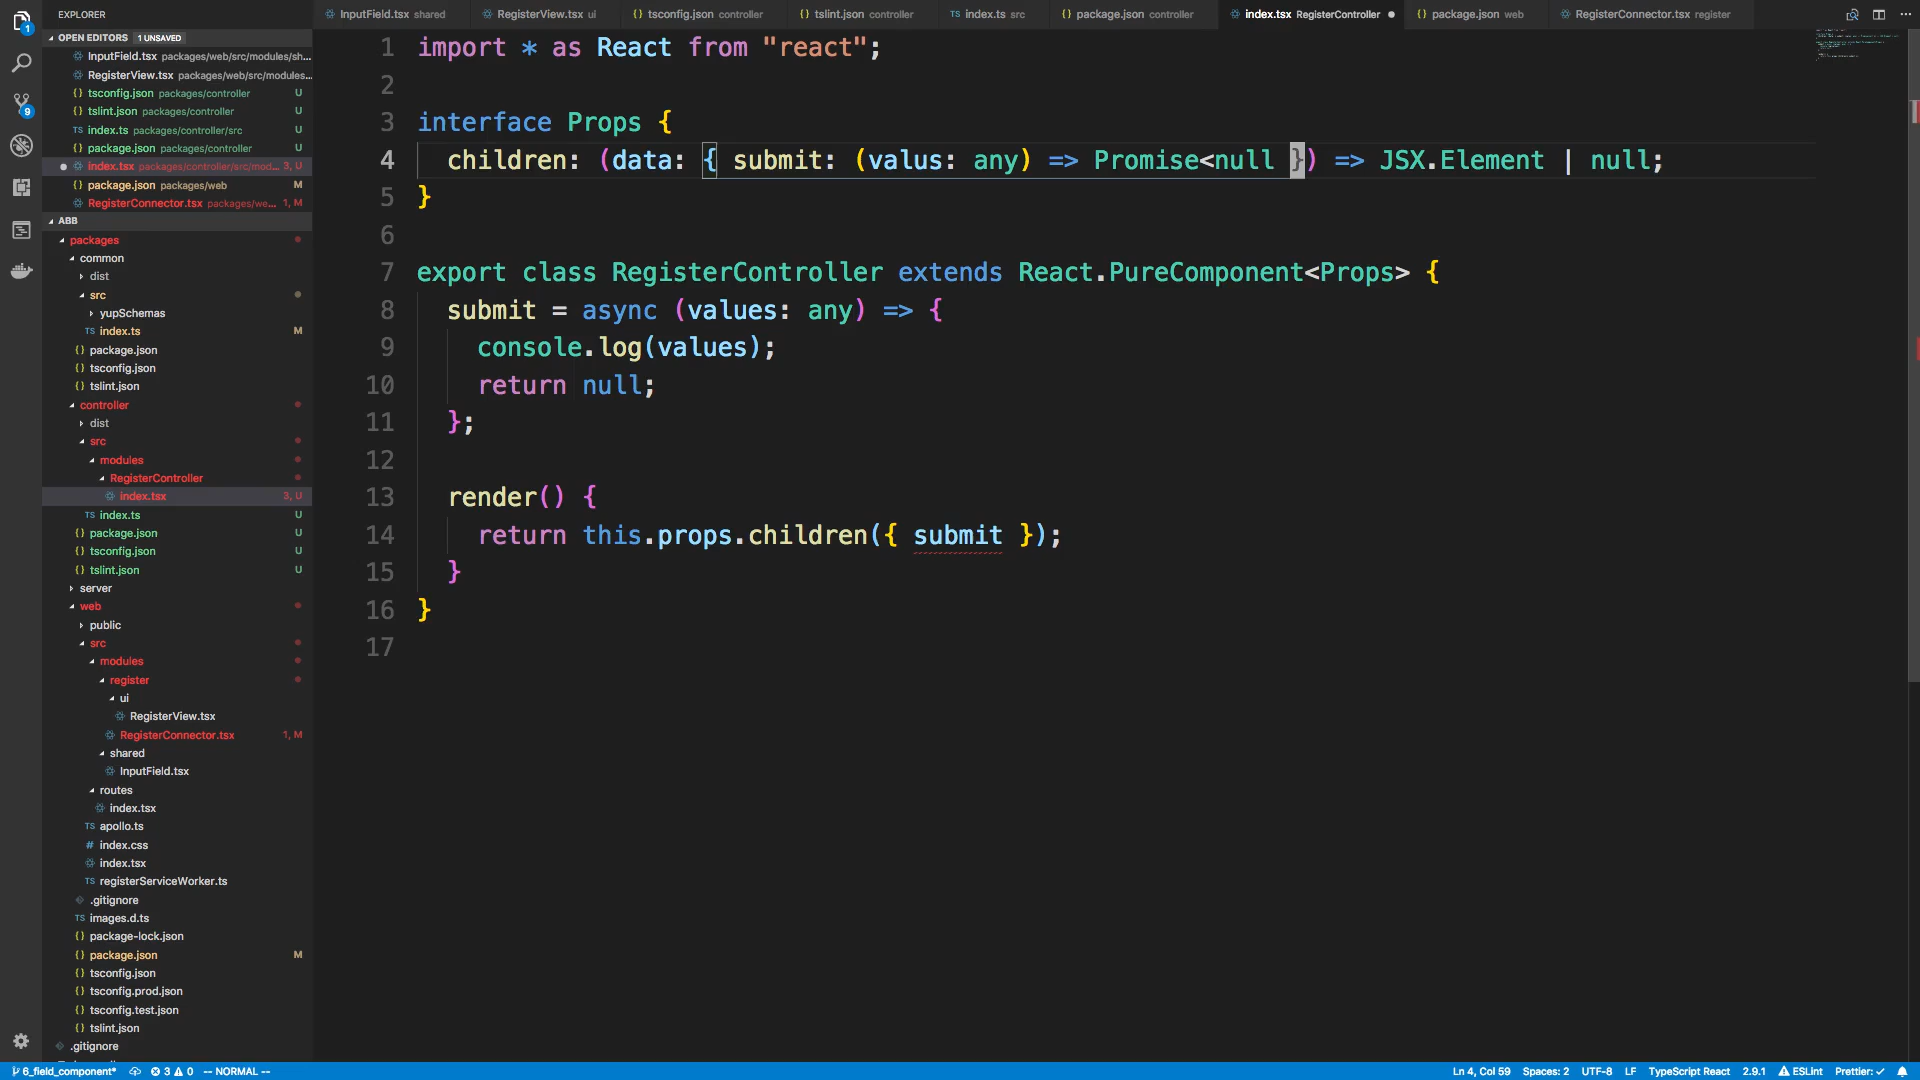 EXPLORER
OPEN EDITORS 1 UNSAVED
InputField.tsx packages/web/src/modules/sh...
RegisterView.tsx packages/web/src/modules...
tsconfig.json packages/controller U
tslint.json packages/controller U
TS index.ts packages/controller/src U
package.json packages/controller U
index.tsx packages/controller/src/mod... 3, U
package.json packages/web M
RegisterConnector.tsx packages/we... 1, M
ABB
packages
common
dist
src
yupSchemas
TS index.ts M
package.json
tsconfig.json
tslint.json
controller
dist
src
modules
RegisterController
index.tsx 3, U
TS index.ts U
package.json U
tsconfig.json U
tslint.json U
server
web
public
src
modules
register
ui
RegisterView.tsx
RegisterConnector.tsx 1, M
shared
InputField.tsx
routes
index.tsx
TS apollo.ts
# index.css
index.tsx
TS registerServiceWorker.ts
.gitignore
TS images.d.ts
package-lock.json
package.json M
tsconfig.json
tsconfig.prod.json
tsconfig.test.json
tslint.json
.gitignore
1
9
InputField.tsx shared RegisterView.tsx ui {} tsconfig.json controller {} tslint.json controller TS index.ts src {} package.json controller index.tsx RegisterController {} package.json web RegisterConnector.tsx register
1 import * as React from "react";
2
3 interface Props {
4 children: (data: { submit: (valus: any) => Promise<null }) => JSX.Element | null;
5 }
6
7 export class RegisterController extends React.PureComponent<Props> {
8 submit = async (values: any) => {
9 console.log(values);
10 return null;
11 };
12
13 render() {
14 return this.props.children({ submit });
15 }
16 }
17
6_field_component* 3 0 -- NORMAL -- Ln 4, Col 59 Spaces: 2 UTF-8 LF TypeScript React 2.9.1 ESLint Prettier: ✓